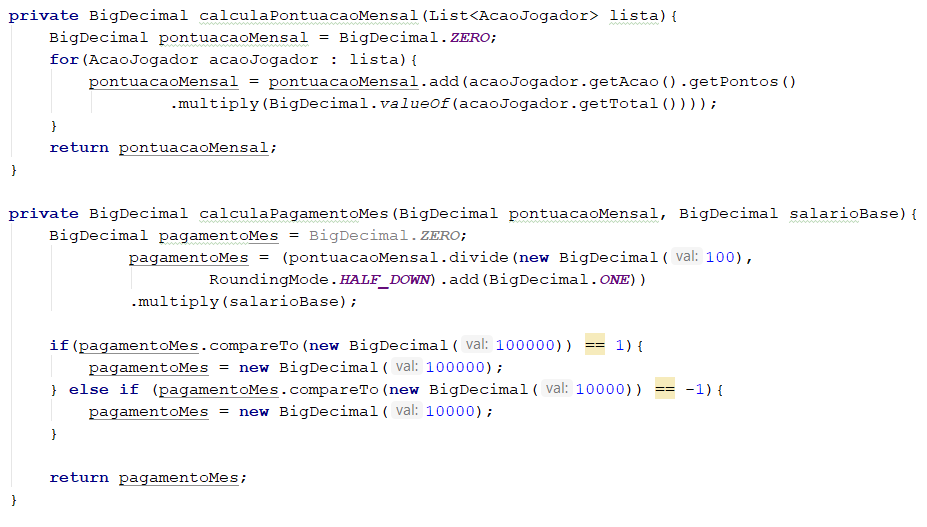 private BigDecimal calculaPontuacaoMensal(List<AcaoJogador> lista){
    BigDecimal pontuacaoMensal = BigDecimal.ZERO;
    for(AcaoJogador acaoJogador : lista){
        pontuacaoMensal = pontuacaoMensal.add(acaoJogador.getAcao().getPontos()
                .multiply(BigDecimal.valueOf(acaoJogador.getTotal())));
    }
    return pontuacaoMensal;
}

private BigDecimal calculaPagamentoMes(BigDecimal pontuacaoMensal, BigDecimal salarioBase){
    BigDecimal pagamentoMes = BigDecimal.ZERO;
            pagamentoMes = (pontuacaoMensal.divide(new BigDecimal( val: 100),
                    RoundingMode.HALF_DOWN).add(BigDecimal.ONE))
            .multiply(salarioBase);

    if(pagamentoMes.compareTo(new BigDecimal( val: 100000)) == 1){
        pagamentoMes = new BigDecimal( val: 100000);
    } else if (pagamentoMes.compareTo(new BigDecimal( val: 10000)) == -1){
        pagamentoMes = new BigDecimal( val: 10000);
    }

    return pagamentoMes;
}